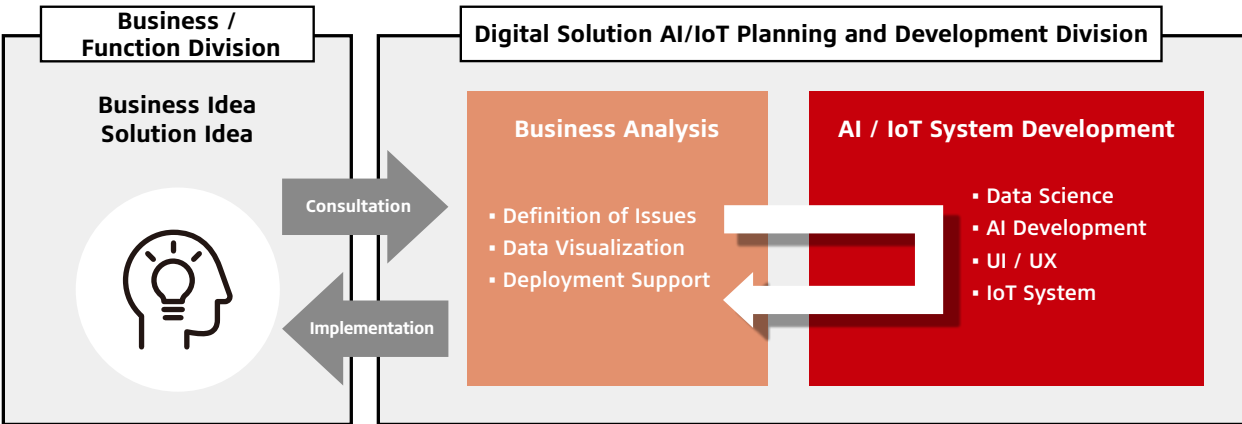 Business /
Function Division
Digital Solution AI/IoT Planning and Development Division
Business Idea
Solution Idea
Consultation
Implementation
Business Analysis
▪ Definition of Issues
▪ Data Visualization
▪ Deployment Support
AI / IoT System Development
▪ Data Science
▪ AI Development
▪ UI / UX
▪ IoT System